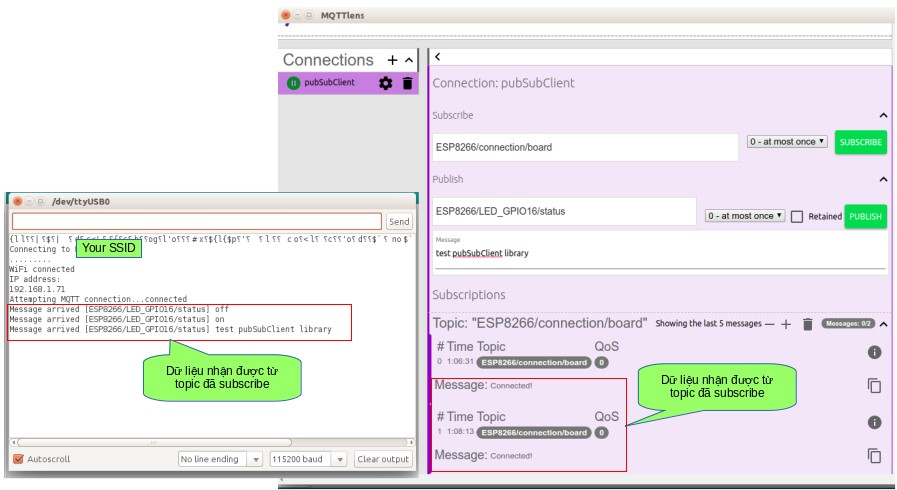 MQTTlens
Connections
pubSubClient
Connection: pubSubClient
Subscribe
ESP8266/connection/board
0 - at most once
SUBSCRIBE
Publish
ESP8266/LED_GPIO16/status
0 - at most once
Retained
PUBLISH
Message
test pubSubClient library
Subscriptions
Topic: "ESP8266/connection/board"
Showing the last 5 messages
Messages: 0/2
# Time Topic QoS
0 1:06:31 ESP8266/connection/board 0
Message: Connected!
# Time Topic QoS
1 1:08:13 ESP8266/connection/board 0
Message: Connected!
Dữ liệu nhận được từ
topic đã subscribe
/dev/ttyUSB0
Send
Your SSID
Connecting to
.........
WiFi connected
IP address:
192.168.1.71
Attempting MQTT connection...connected
Message arrived [ESP8266/LED_GPIO16/status] off
Message arrived [ESP8266/LED_GPIO16/status] on
Message arrived [ESP8266/LED_GPIO16/status] test pubSubClient library
Dữ liệu nhận được từ
topic đã subscribe
Autoscroll
No line ending
115200 baud
Clear output